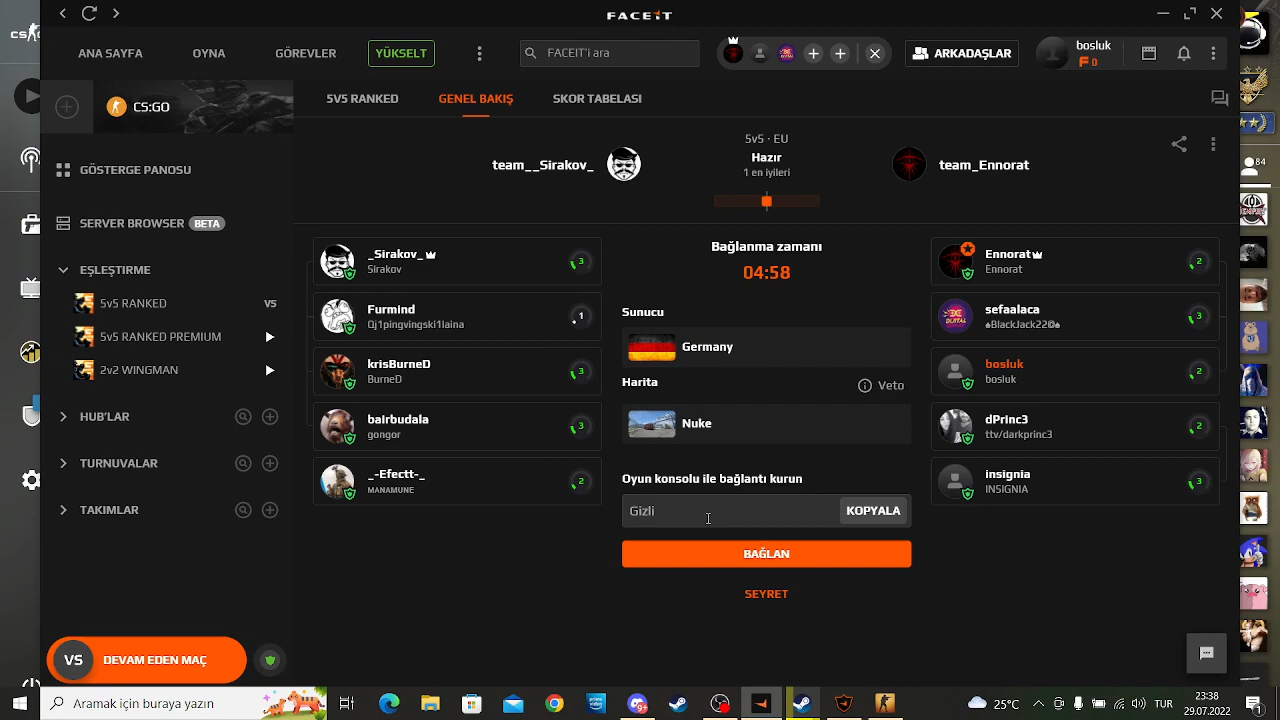 FACEIT
ANA SAYFA
OYNA
GÖREVLER
YÜKSELT
FACEIT'i ara
ARKADAŞLAR
bosluk
0
CS:GO
5V5 RANKED
GENEL BAKIŞ
SKOR TABELASI
84
GÖSTERGE PANOSU
SERVER BROWSER BETA
EŞLEŞTIRME
5V5 RANKED VS
5V5 RANKED PREMIUM
2v2 WINGMAN
HUB'LAR
TURNUVALAR
TAKIMLAR
VS DEVAM EDEN MAÇ
team__Sirakov_
5v5 · EU
Hazır
1 en iyileri
team_Ennorat
_Sirakov_
Sirakov
3
FurmInd
Qj1pingvingski1laina
1
krisBurneD
BurneD
3
balrbudala
gongor
3
_-Efectt-_
MANAMUNE
2
Bağlanma zamanı
04:58
Sunucu
Germany
Harita
Veto
Nuke
Oyun konsolu ile bağlantı kurun
Gizli
KOPYALA
BAĞLAN
SEYRET
Ennorat
Ennorat
2
sefaalaca
♠BlackJack22♠
3
bosluk
bosluk
2
dPrinc3
ttv/darkprinc3
2
insignia
INSIGNIA
3
Aramak için buraya yazın
25°C
TUR
23:38
29.07.2022